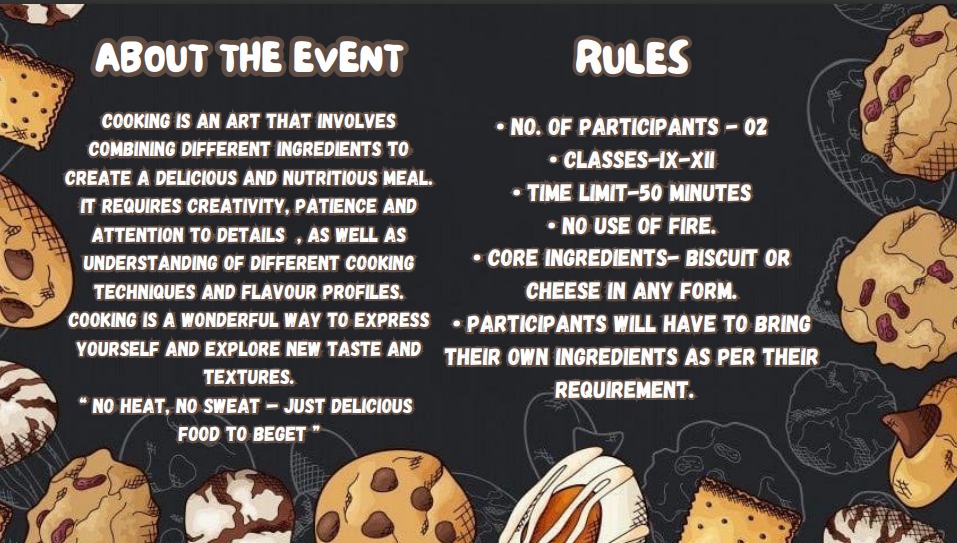 ABOUT THE EVENT
COOKING IS AN ART THAT INVOLVES
COMBINING DIFFERENT INGREDIENTS TO
CREATE A DELICIOUS AND NUTRITIOUS MEAL.
IT REQUIRES CREATIVITY, PATIENCE AND
ATTENTION TO DETAILS , AS WELL AS
UNDERSTANDING OF DIFFERENT COOKING
TECHNIQUES AND FLAVOUR PROFILES.
COOKING IS A WONDERFUL WAY TO EXPRESS
YOURSELF AND EXPLORE NEW TASTE AND
TEXTURES.
“ NO HEAT, NO SWEAT – JUST DELICIOUS
FOOD TO BEGET ”
RULES
• NO. OF PARTICIPANTS - 02
• CLASSES-IX-XII
• TIME LIMIT-50 MINUTES
• NO USE OF FIRE.
• CORE INGREDIENTS- BISCUIT OR
CHEESE IN ANY FORM.
• PARTICIPANTS WILL HAVE TO BRING
THEIR OWN INGREDIENTS AS PER THEIR
REQUIREMENT.